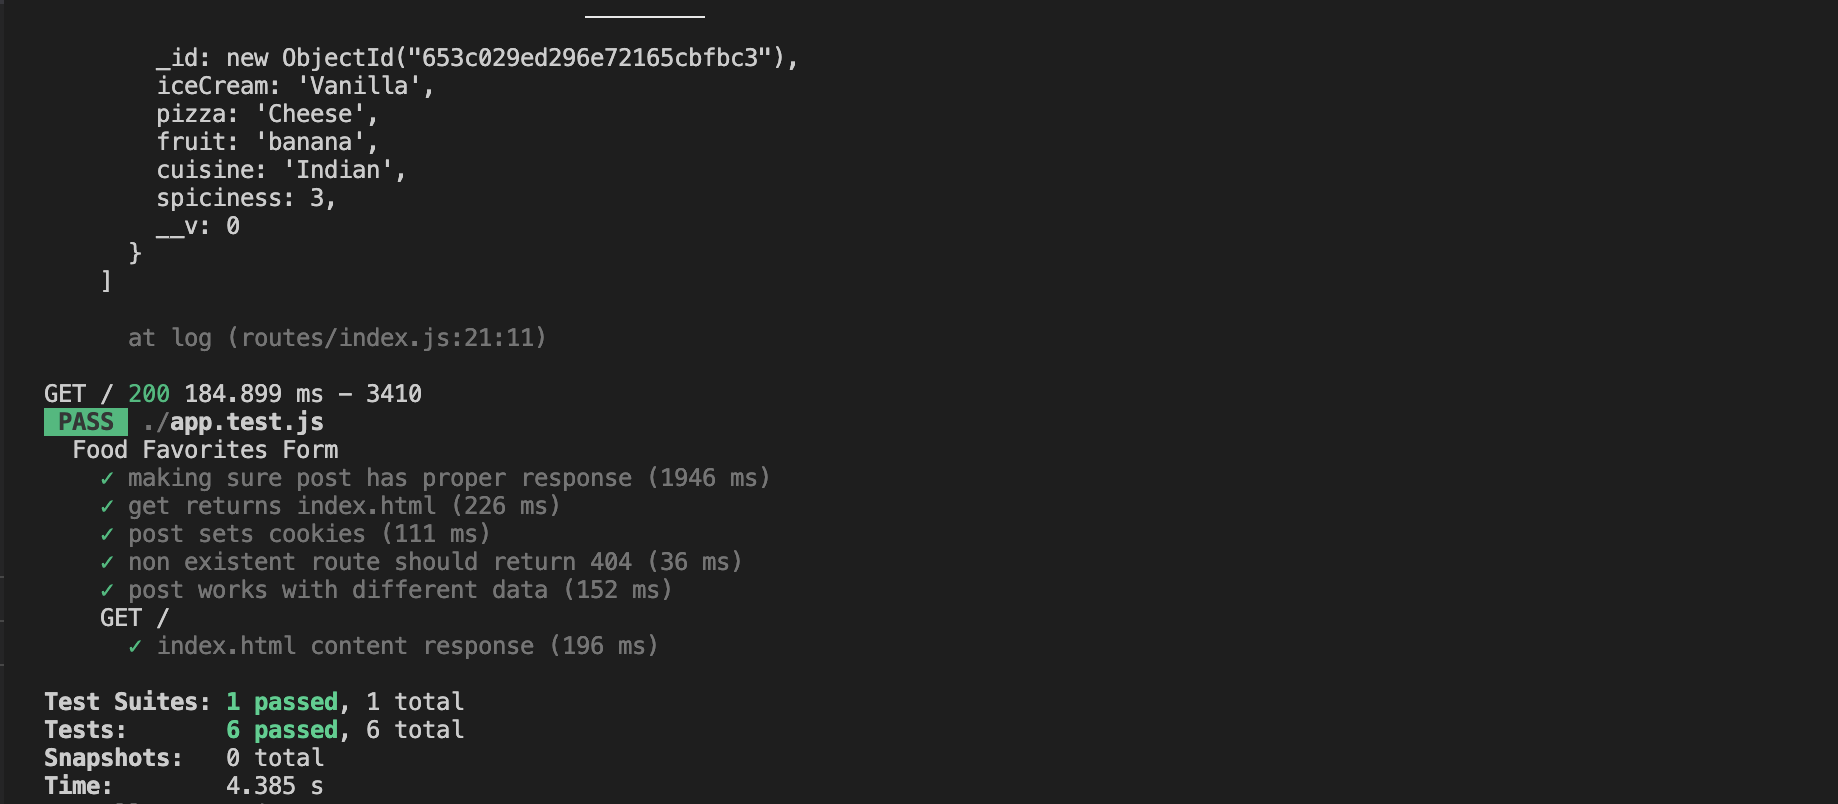 _id: new ObjectId("653c029ed296e72165cbfbc3"),
iceCream: 'Vanilla',
pizza: 'Cheese',
fruit: 'banana',
cuisine: 'Indian',
spiciness: 3,
__v: 0
}
]
at log (routes/index.js:21:11)
GET / 200 184.899 ms - 3410
PASS ./app.test.js
Food Favorites Form
✓ making sure post has proper response (1946 ms)
✓ get returns index.html (226 ms)
✓ post sets cookies (111 ms)
✓ non existent route should return 404 (36 ms)
✓ post works with different data (152 ms)
GET /
✓ index.html content response (196 ms)
Test Suites: 1 passed, 1 total
Tests: 6 passed, 6 total
Snapshots: 0 total
Time: 4.385 s